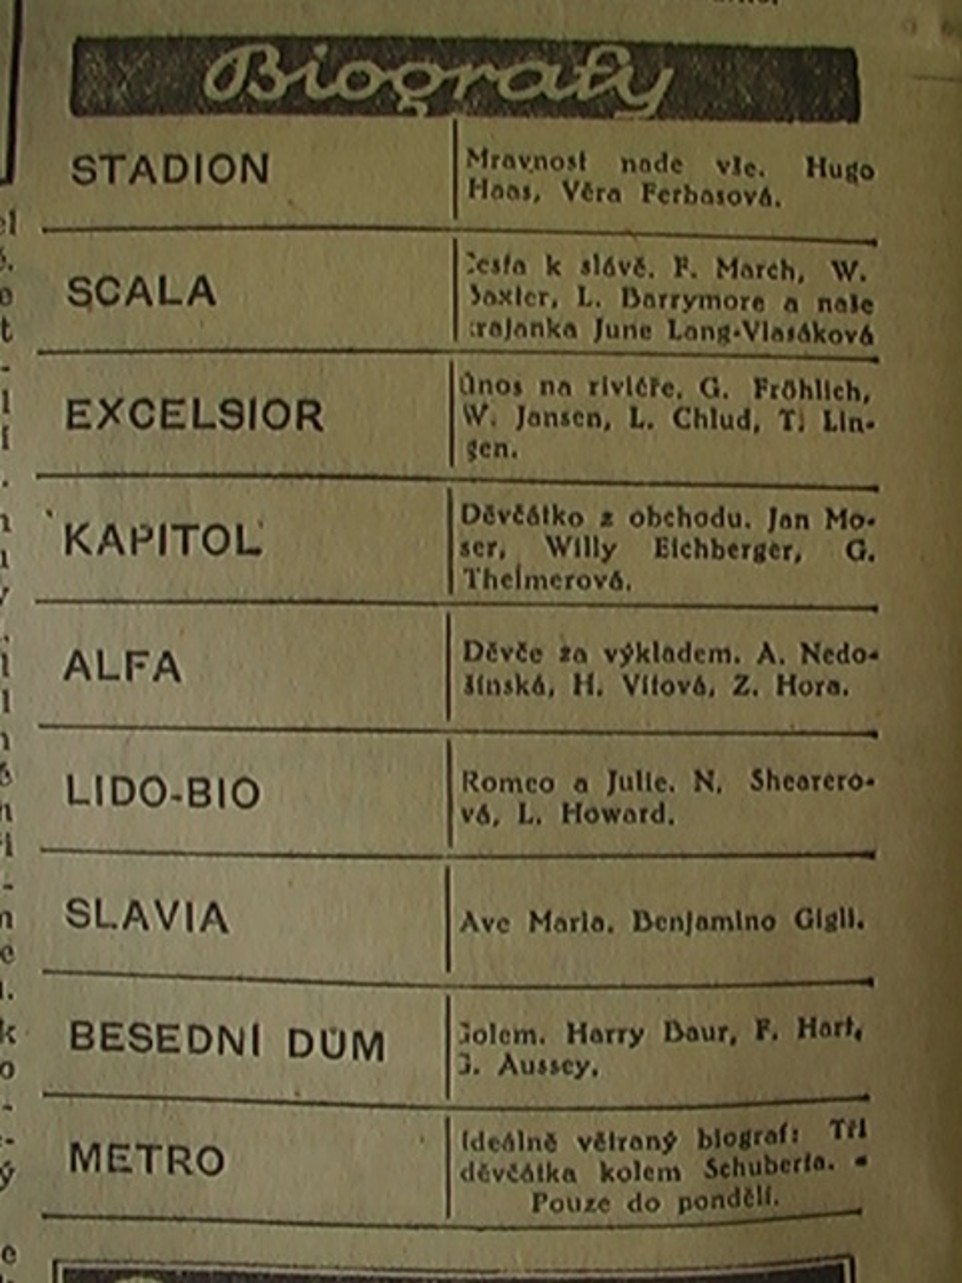 Biografy
STADION
Mravnost nade vše. Hugo
Haas, Věra Ferbasová.
SCALA
Cesta k slávě. F. March, W.
Baxter, L. Barrymore a naše
krajanka June Lang-Vlasáková
EXCELSIOR
Únos na riviéře. G. Fröhlich,
W. Jansen, L. Chlud, T. Lin-
gen.
KAPITOL
Děvčátko z obchodu. Jan Mo-
ser, Willy Eichberger, G.
Theimerová.
ALFA
Děvče za výkladem. A. Nedo-
šinská, H. Vítová, Z. Hora.
LIDO-BIO
Romeo a Julie. N. Shearero-
vá, L. Howard.
SLAVIA
Ave Maria. Benjamino Gigli.
BESEDNÍ DŮM
Golem. Harry Baur, F. Hart,
G. Aussey.
METRO
Ideálně větraný biograf: Tři
děvčátka kolem Schuberta. -
Pouze do pondělí.